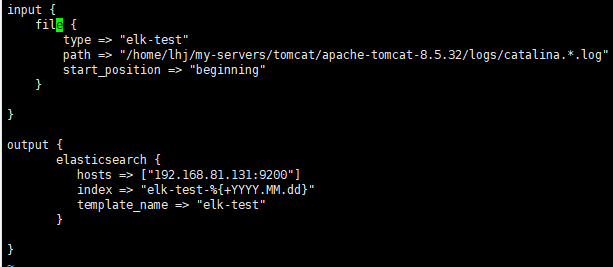 input {
    file {
        type => "elk-test"
        path => "/home/lhj/my-servers/tomcat/apache-tomcat-8.5.32/logs/catalina.*.log"
        start_position => "beginning"
    }
}
output {
       elasticsearch {
          hosts => ["192.168.81.131:9200"]
          index => "elk-test-%{+YYYY.MM.dd}"
          template_name => "elk-test"
       }
}
~